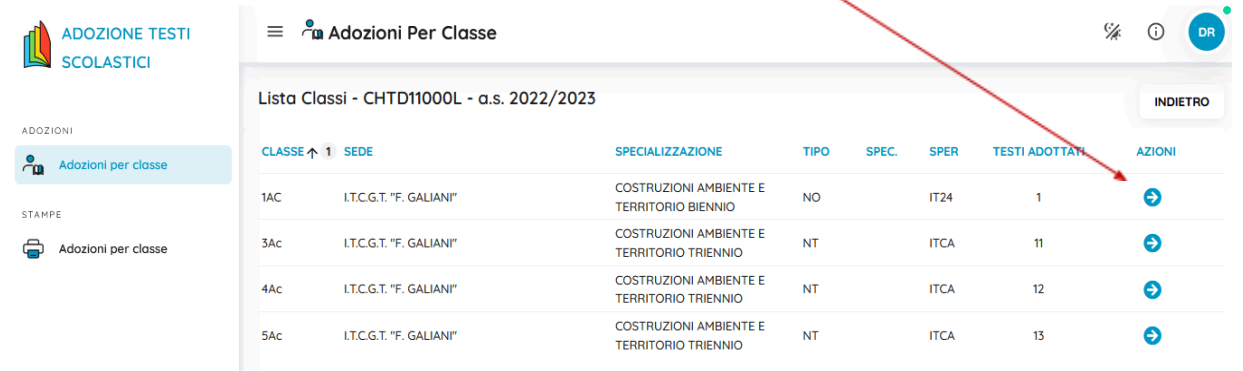 ADOZIONE TESTI
SCOLASTICI
Adozioni Per Classe
DR
Lista Classi - CHTD11000L - a.s. 2022/2023
INDIETRO
ADOZIONI
Adozioni per classe
STAMPE
Adozioni per classe
CLASSE 1 SEDE SPECIALIZZAZIONE TIPO SPEC. SPER TESTI ADOTTATI AZIONI
1AC I.T.C.G.T. "F. GALIANI" COSTRUZIONI AMBIENTE E TERRITORIO BIENNIO NO IT24 1
3Ac I.T.C.G.T. "F. GALIANI" COSTRUZIONI AMBIENTE E TERRITORIO TRIENNIO NT ITCA 11
4Ac I.T.C.G.T. "F. GALIANI" COSTRUZIONI AMBIENTE E TERRITORIO TRIENNIO NT ITCA 12
5Ac I.T.C.G.T. "F. GALIANI" COSTRUZIONI AMBIENTE E TERRITORIO TRIENNIO NT ITCA 13